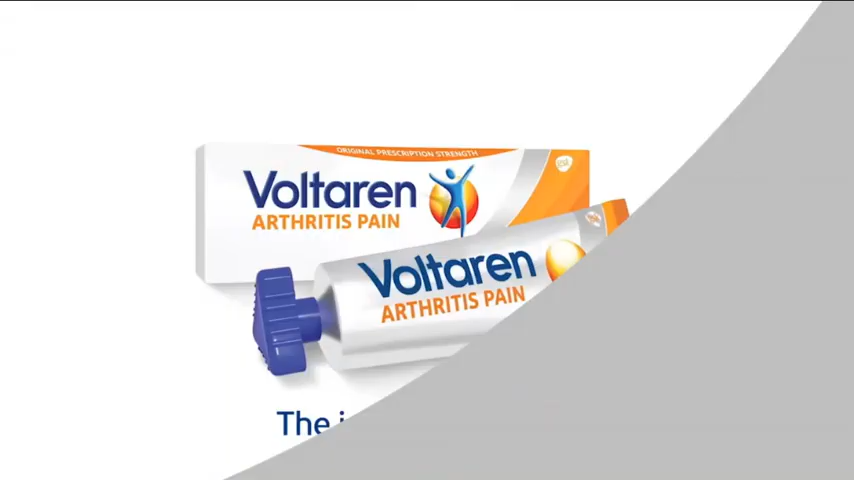 ORIGINAL PRESCRIPTION STRENGTH
Voltaren
ARTHRITIS PAIN
Voltaren
ARTHRITIS PAIN
The